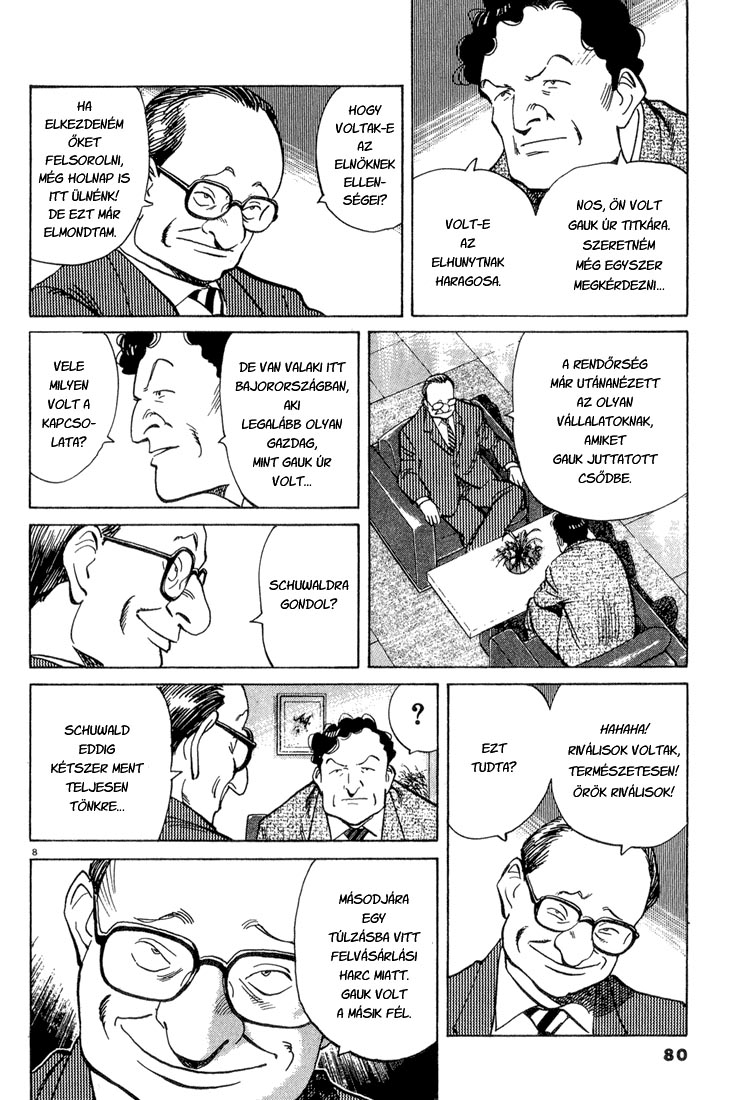 NOS, ÖN VOLT
GAUK ÚR TITKÁRA.
SZERETNÉM
MÉG EGYSZER
MEGKÉRDEZNI...
VOLT-E
AZ
ELHUNYTNAK
HARAGOSA.
HOGY
VOLTAK-E
AZ
ELNÖKNEK
ELLEN-
SÉGEI?
HA
ELKEZDENÉM
ŐKET
FELSOROLNI,
MÉG HOLNAP IS
ITT ÜLNÉNK!
DE EZT MÁR
ELMONDTAM.
A RENDŐRSÉG
MÁR UTÁNANÉZETT
AZ OLYAN
VÁLLALATOKNAK,
AMIKET
GAUK JUTTATOTT
CSŐDBE.
DE VAN VALAKI ITT
BAJORORSZÁGBAN,
AKI
LEGALÁBB OLYAN
GAZDAG,
MINT GAUK ÚR
VOLT...
VELE
MILYEN
VOLT A
KAPCSO-
LATA?
SCHUWALDRA
GONDOL?
HAHAHA!
RIVÁLISOK VOLTAK,
TERMÉSZETESEN!
ÖRÖK RIVÁLISOK!
EZT
TUDTA?
?
SCHUWALD
EDDIG
KÉTSZER MENT
TELJESEN
TÖNKRE...
8
MÁSODJÁRA
EGY
TÚLZÁSBA VITT
FELVÁSÁRLÁSI
HARC MIATT.
GAUK VOLT
A MÁSIK FÉL.
80